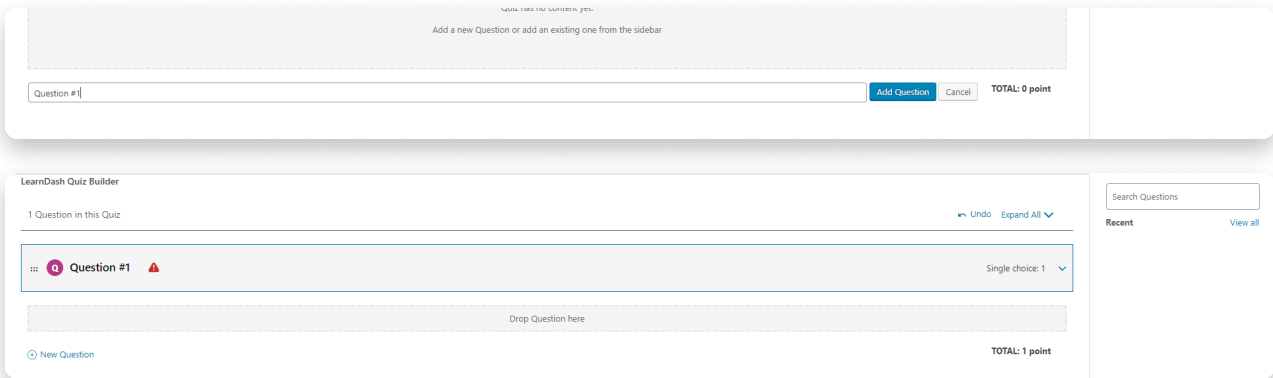 Quiz has no content yet.
Add a new Question or add an existing one from the sidebar
Question #1
Add Question
Cancel
TOTAL: 0 point
LearnDash Quiz Builder
1 Question in this Quiz
Undo
Expand All
Search Questions
Recent
View all
Q
Question #1
Single choice: 1
Drop Question here
New Question
TOTAL: 1 point